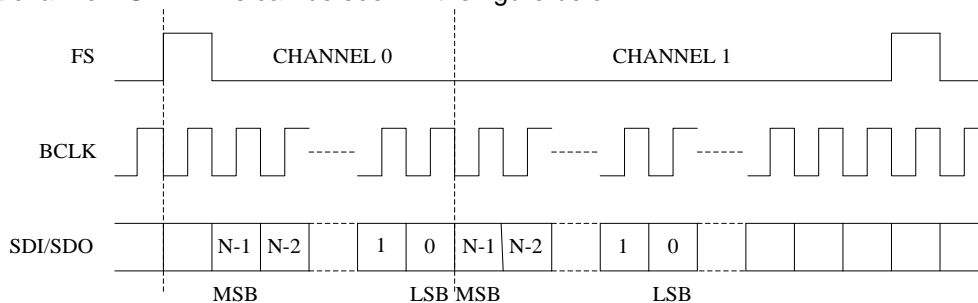 FS CHANNEL 0 CHANNEL 1
BCLK
SDI/SDO N-1 N-2 1 0 N-1 N-2 1 0
MSB LSB MSB LSB